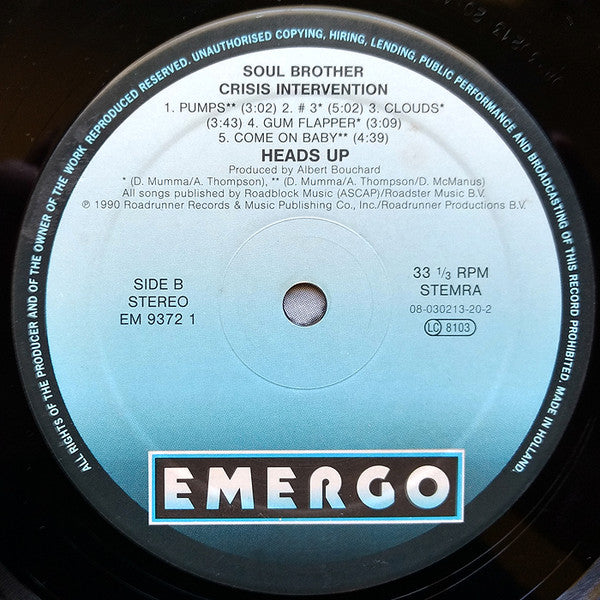 ALL RIGHTS OF THE PRODUCER AND OF THE OWNER OF THE WORK REPRODUCED RESERVED. UNAUTHORISED COPYING, HIRING, LENDING, PUBLIC PERFORMANCE AND BROADCASTING OF THIS RECORD PROHIBITED. MADE IN HOLLAND.
SOUL BROTHER
CRISIS INTERVENTION
1. PUMPS** (3:02) 2. # 3* (5:02) 3. CLOUDS*
(3:43) 4. GUM FLAPPER* (3:09)
5. COME ON BABY** (4:39)
HEADS UP
Produced by Albert Bouchard
* (D. Mumma/A. Thompson), ** (D. Mumma/A. Thompson/D. McManus)
All songs published by Roadblock Music (ASCAP)/Roadster Music B.V.
℗ 1990 Roadrunner Records & Music Publishing Co., Inc./Roadrunner Productions B.V.
SIDE B
STEREO
EM 9372 1
33 1/3 RPM
STEMRA
08-030213-20-2
LC 8103
EMERGO